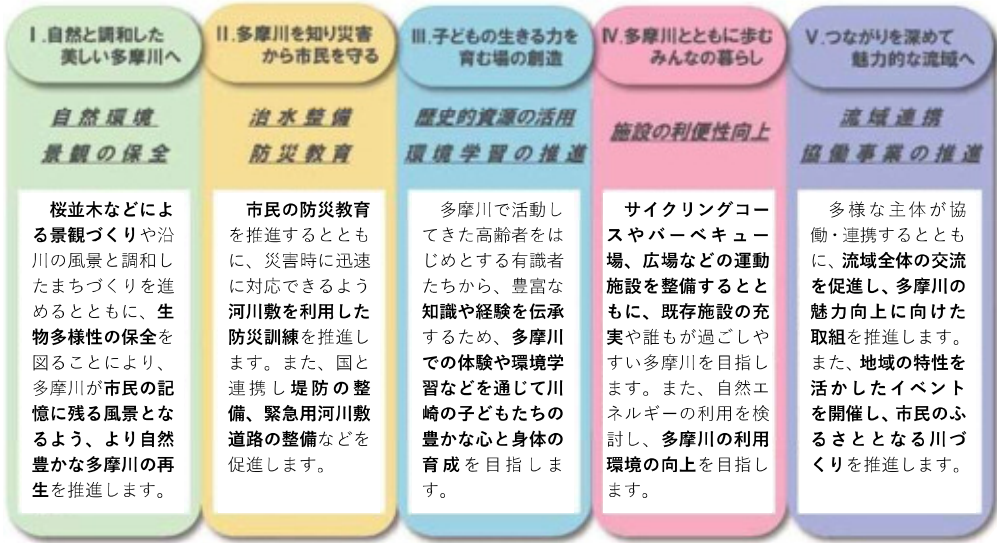 Ⅰ.自然と調和した
美しい多摩川へ
自然環境
景観の保全
桜並木などによ
る景観づくりや沿
川の風景と調和し
たまちづくりを進
めるとともに、生
物多様性の保全を
図ることにより、
多摩川が市民の記
憶に残る風景とな
るよう、より自然
豊かな多摩川の再
生を推進します。
Ⅱ.多摩川を知り災害
から市民を守る
治水整備
防災教育
市民の防災教育
を推進するととも
に、災害時に迅速
に対応できるよう
河川敷を利用した
防災訓練を推進し
ます。また、国と
連携し堤防の整
備、緊急用河川敷
道路の整備などを
促進します。
Ⅲ.子どもの生きる力を
育む場の創造
歴史的資源の活用
環境学習の推進
多摩川で活動し
てきた高齢者をは
じめとする有識者
たちから、豊富な
知識や経験を伝承
するため、多摩川
での体験や環境学
習などを通じて川
崎の子どもたちの
豊かな心と身体の
育成を目指しま
す。
Ⅳ.多摩川とともに歩む
みんなの暮らし
施設の利便性向上
サイクリングコー
スやバーベキュー
場、広場などの運動
施設を整備するとと
もに、既存施設の充
実や誰もが過ごしや
すい多摩川を目指し
ます。また、自然エ
ネルギーの利用を検
討し、多摩川の利用
環境の向上を目指し
ます。
Ⅴ.つながりを深めて
魅力的な流域へ
流域連携
協働事業の推進
多様な主体が協
働・連携するととも
に、流域全体の交流
を促進し、多摩川の
魅力向上に向けた
取組を推進します。
また、地域の特性を
活かしたイベント
を開催し、市民のふ
るさととなる川づ
くりを推進します。